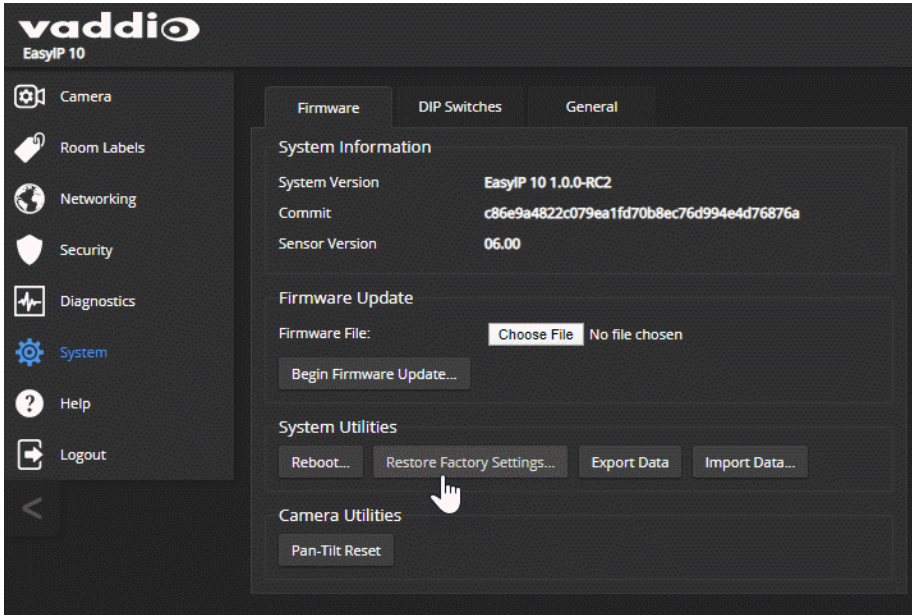 vaddio
EasyIP 10
Camera
Room Labels
Networking
Security
Diagnostics
System
Help
Logout
<
Firmware DIP Switches General
System Information
System Version EasyIP 10 1.0.0-RC2
Commit c86e9a4822c079ea1fd70b8ec76d994e4d76876a
Sensor Version 06.00
Firmware Update
Firmware File: Choose File No file chosen
Begin Firmware Update...
System Utilities
Reboot... Restore Factory Settings... Export Data Import Data...
Camera Utilities
Pan-Tilt Reset